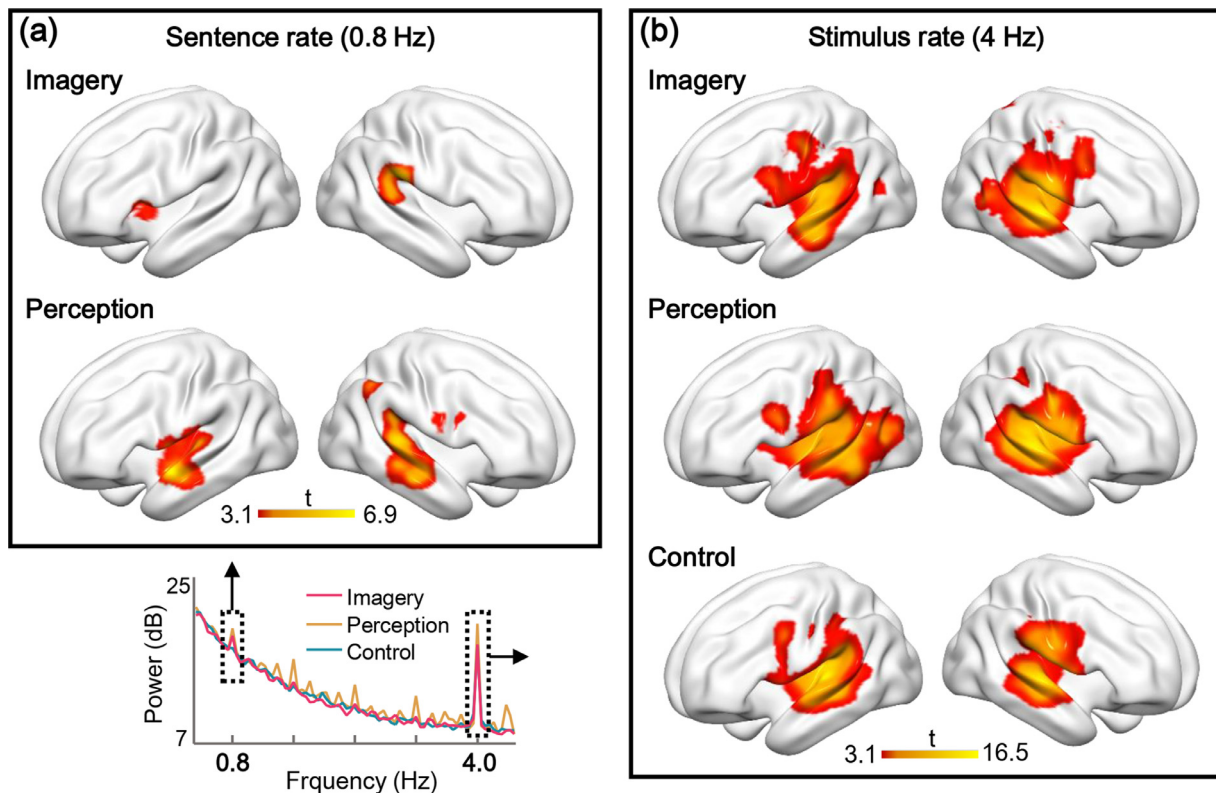 (a)
Sentence rate (0.8 Hz)
Imagery
Perception
t
3.1 6.9
25
Power (dB)
7
Imagery
Perception
Control
0.8 4.0
Frquency (Hz)
(b)
Stimulus rate (4 Hz)
Imagery
Perception
Control
t
3.1 16.5